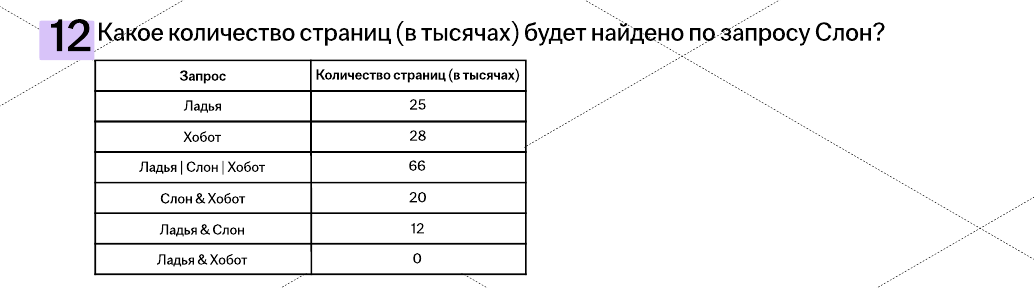 12 Какое количество страниц (в тысячах) будет найдено по запросу Слон?
Запрос Количество страниц (в тысячах)
Ладья 25
Хобот 28
Ладья | Слон | Хобот 66
Слон & Хобот 20
Ладья & Слон 12
Ладья & Хобот 0